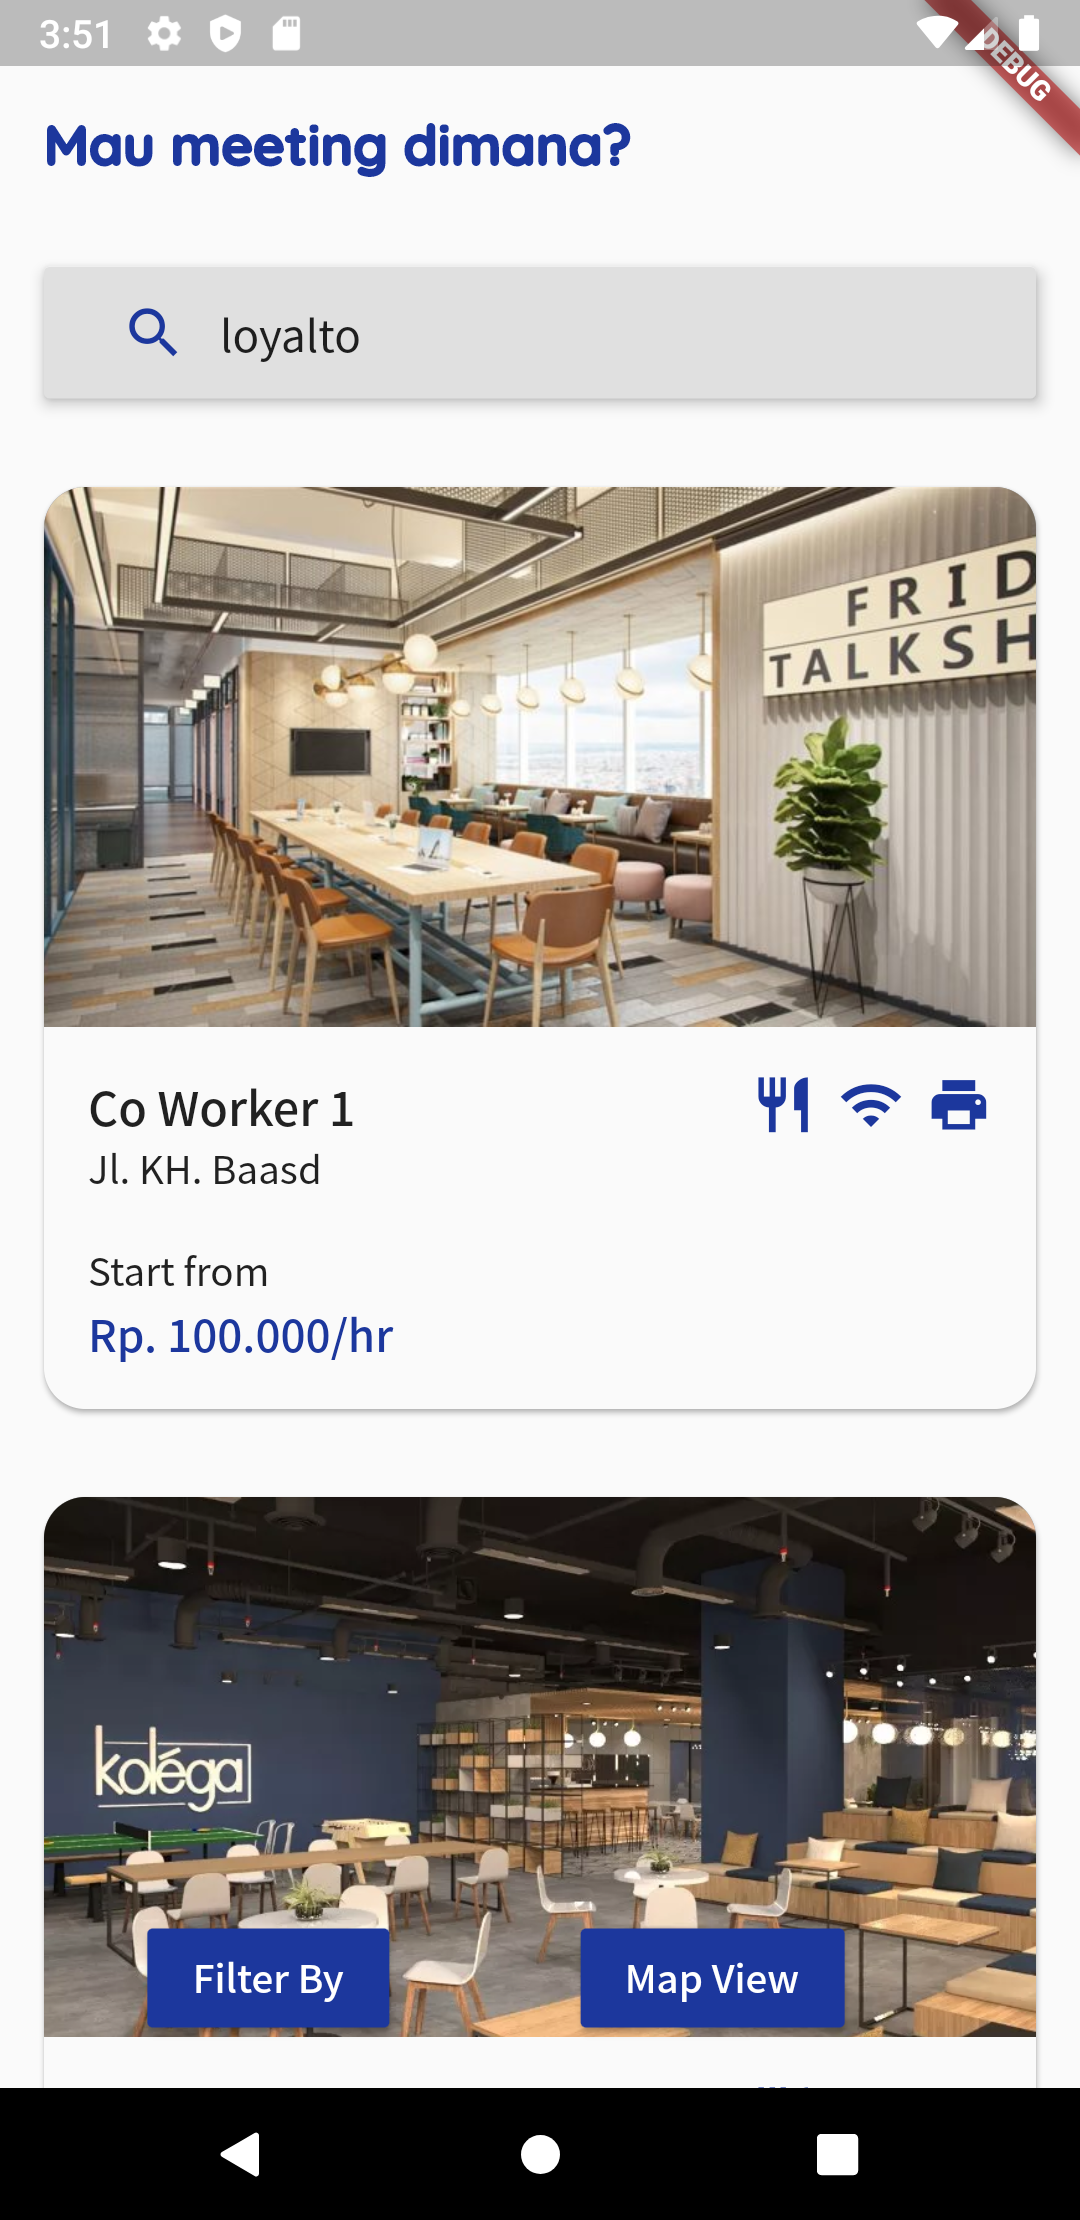 3:51
DEBUG
Mau meeting dimana?
loyalto
FRID
TALKSH
Co Worker 1
Jl. KH. Baasd
Start from
Rp. 100.000/hr
koléga
Filter By
Map View